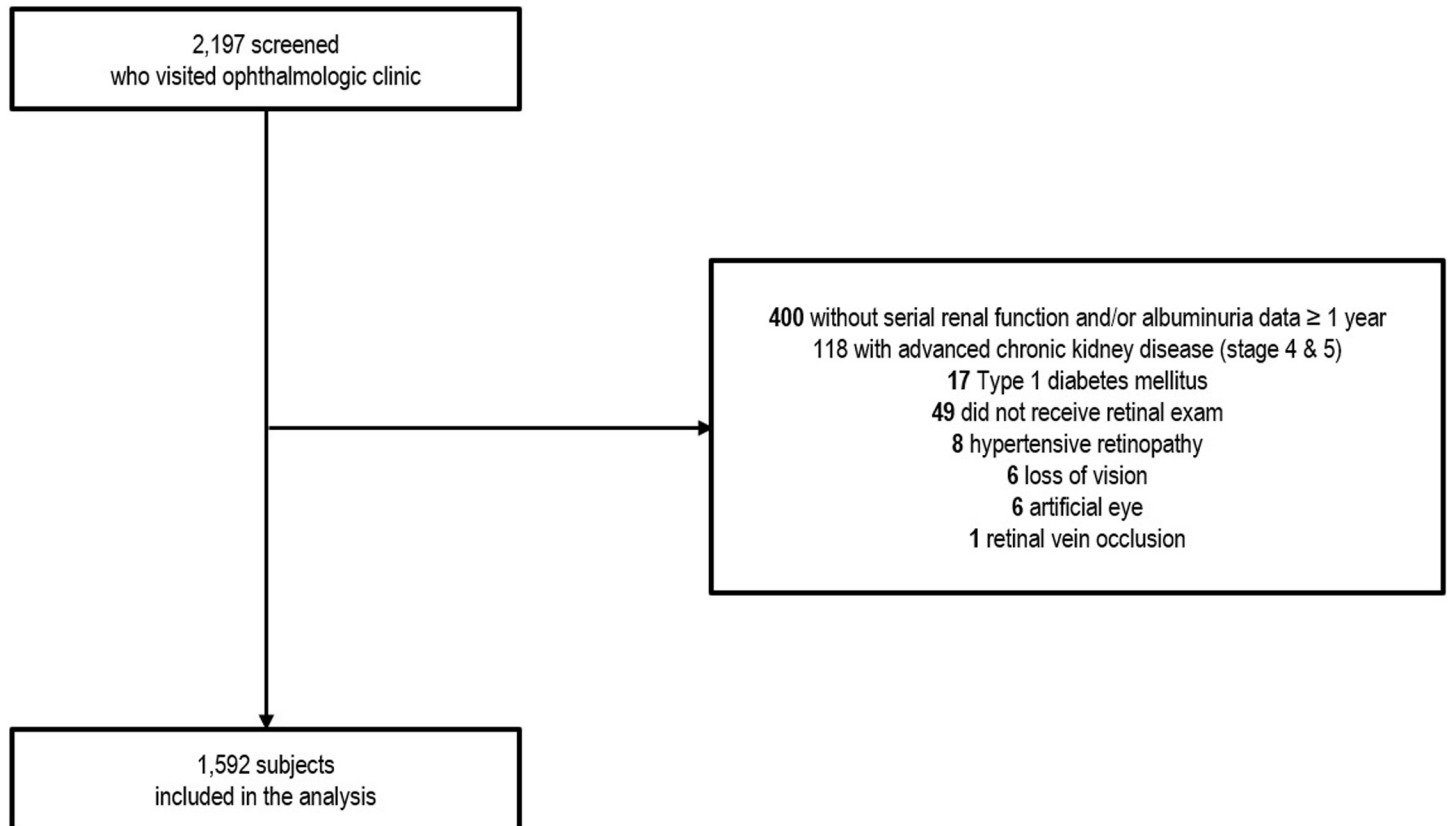 2,197 screened
who visited ophthalmologic clinic
400 without serial renal function and/or albuminuria data ≥ 1 year
118 with advanced chronic kidney disease (stage 4 & 5)
17 Type 1 diabetes mellitus
49 did not receive retinal exam
8 hypertensive retinopathy
6 loss of vision
6 artificial eye
1 retinal vein occlusion
1,592 subjects
included in the analysis